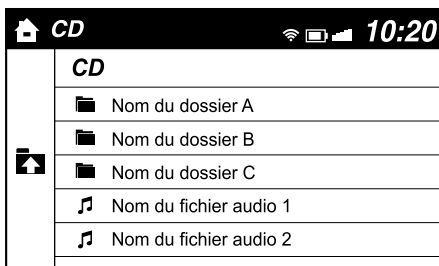 CD 10:20
CD
Nom du dossier A
Nom du dossier B
Nom du dossier C
Nom du fichier audio 1
Nom du fichier audio 2